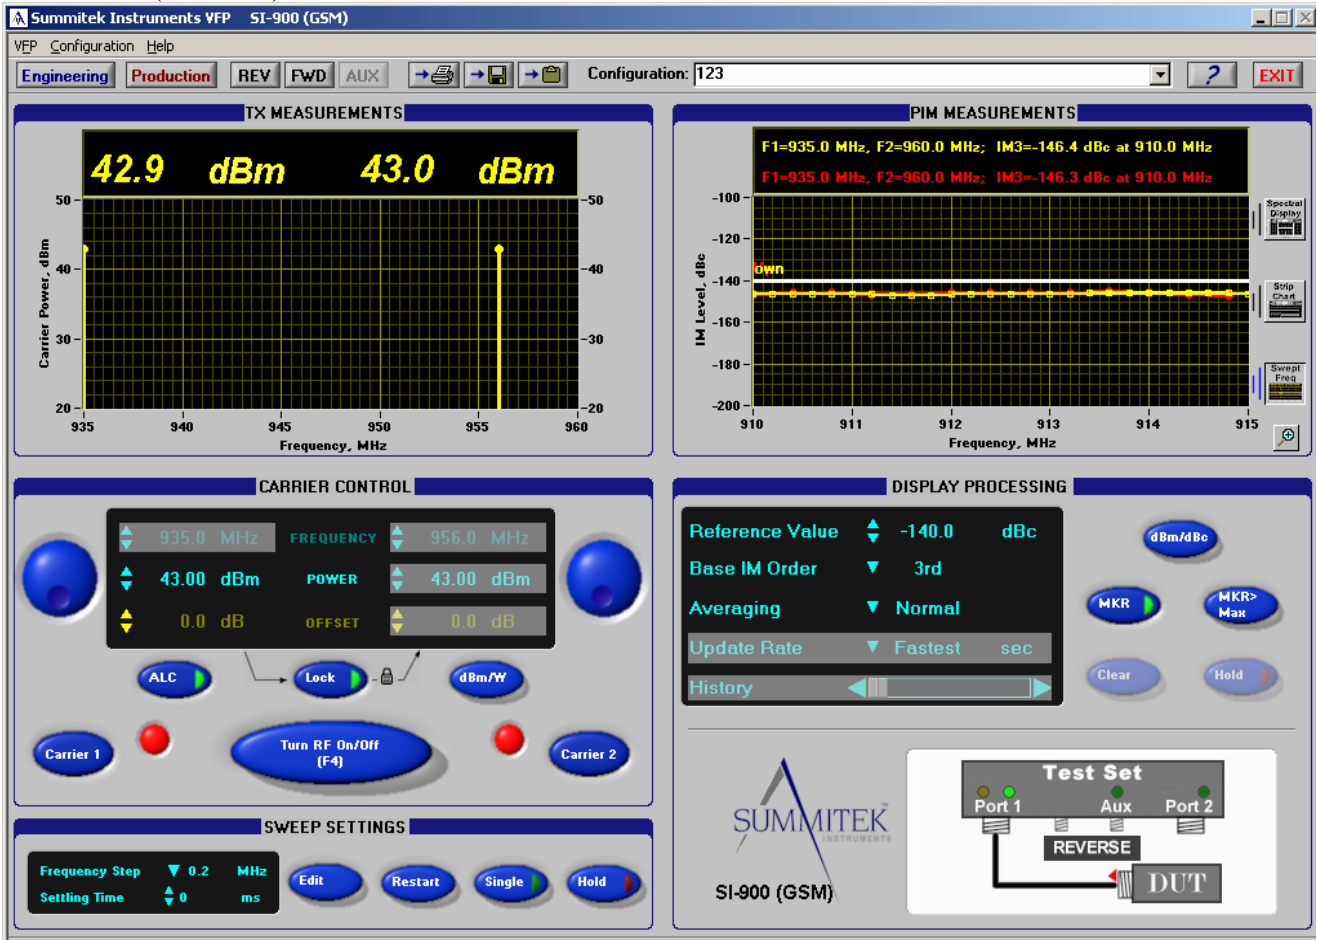 Summitek Instruments VFP SI-900 (GSM)
VFP Configuration Help
Engineering Production REV FWD AUX Configuration: 123 ? EXIT
TX MEASUREMENTS
42.9 dBm 43.0 dBm
50 50
40 40
30 30
20 20
Carrier Power, dBm
935 940 945 950 955 960
Frequency, MHz
PIM MEASUREMENTS
F1=935.0 MHz, F2=960.0 MHz; IM3=-146.4 dBc at 910.0 MHz
F1=935.0 MHz, F2=960.0 MHz; IM3=-146.3 dBc at 910.0 MHz
-100
-120
-140
-160
-180
-200
IM Level, dBc
910 911 912 913 914 915
Frequency, MHz
Spectral
Display
Strip
Chart
Swept
Freq
CARRIER CONTROL
935.0 MHz FREQUENCY 956.0 MHz
43.00 dBm POWER 43.00 dBm
0.0 dB OFFSET 0.0 dB
ALC Lock dBm/W
Carrier 1 Turn RF On/Off
(F4) Carrier 2
SWEEP SETTINGS
Frequency Step 0.2 MHz
Settling Time 0 ms
Edit Restart Single Hold
DISPLAY PROCESSING
Reference Value -140.0 dBc
Base IM Order 3rd
Averaging Normal
Update Rate Fastest sec
History
dBm/dBc
MKR MKR>
Max
Clear Hold
SUMMITEK
INSTRUMENTS
SI-900 (GSM)
Test Set
Port 1 Aux Port 2
REVERSE
DUT